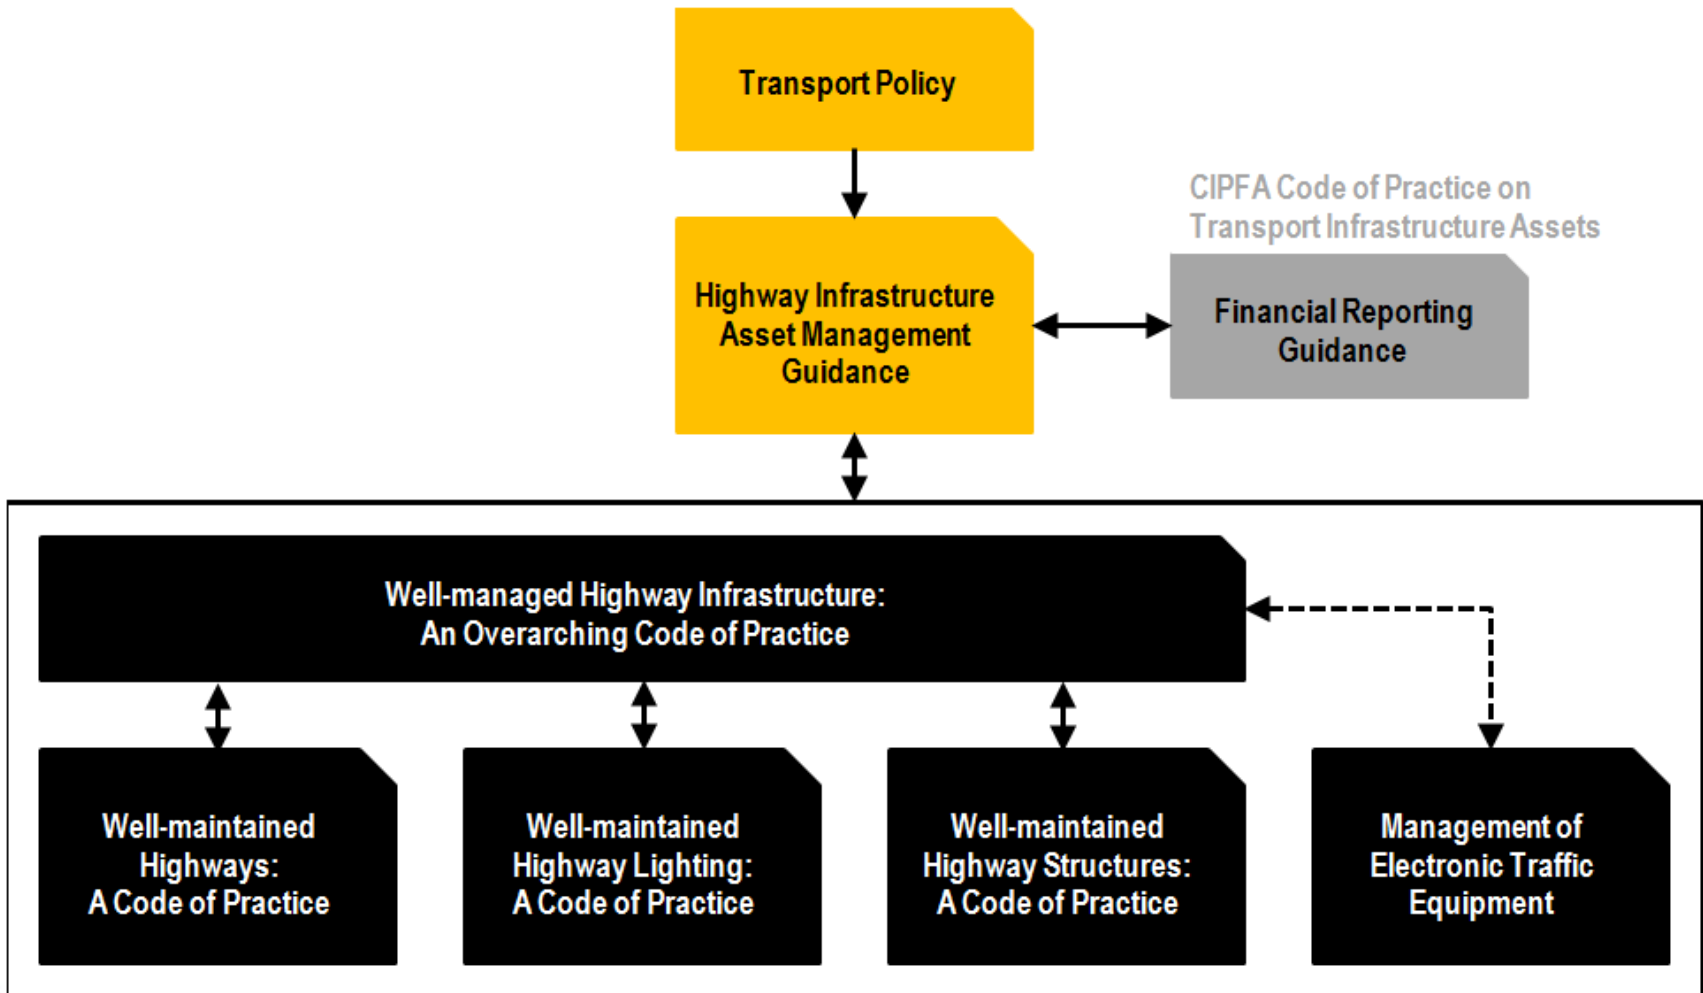 Transport Policy
CIPFA Code of Practice on
Transport Infrastructure Assets
Highway Infrastructure
Asset Management
Guidance
Financial Reporting
Guidance
Well-managed Highway Infrastructure:
An Overarching Code of Practice
Well-maintained
Highways:
A Code of Practice
Well-maintained
Highway Lighting:
A Code of Practice
Well-maintained
Highway Structures:
A Code of Practice
Management of
Electronic Traffic
Equipment